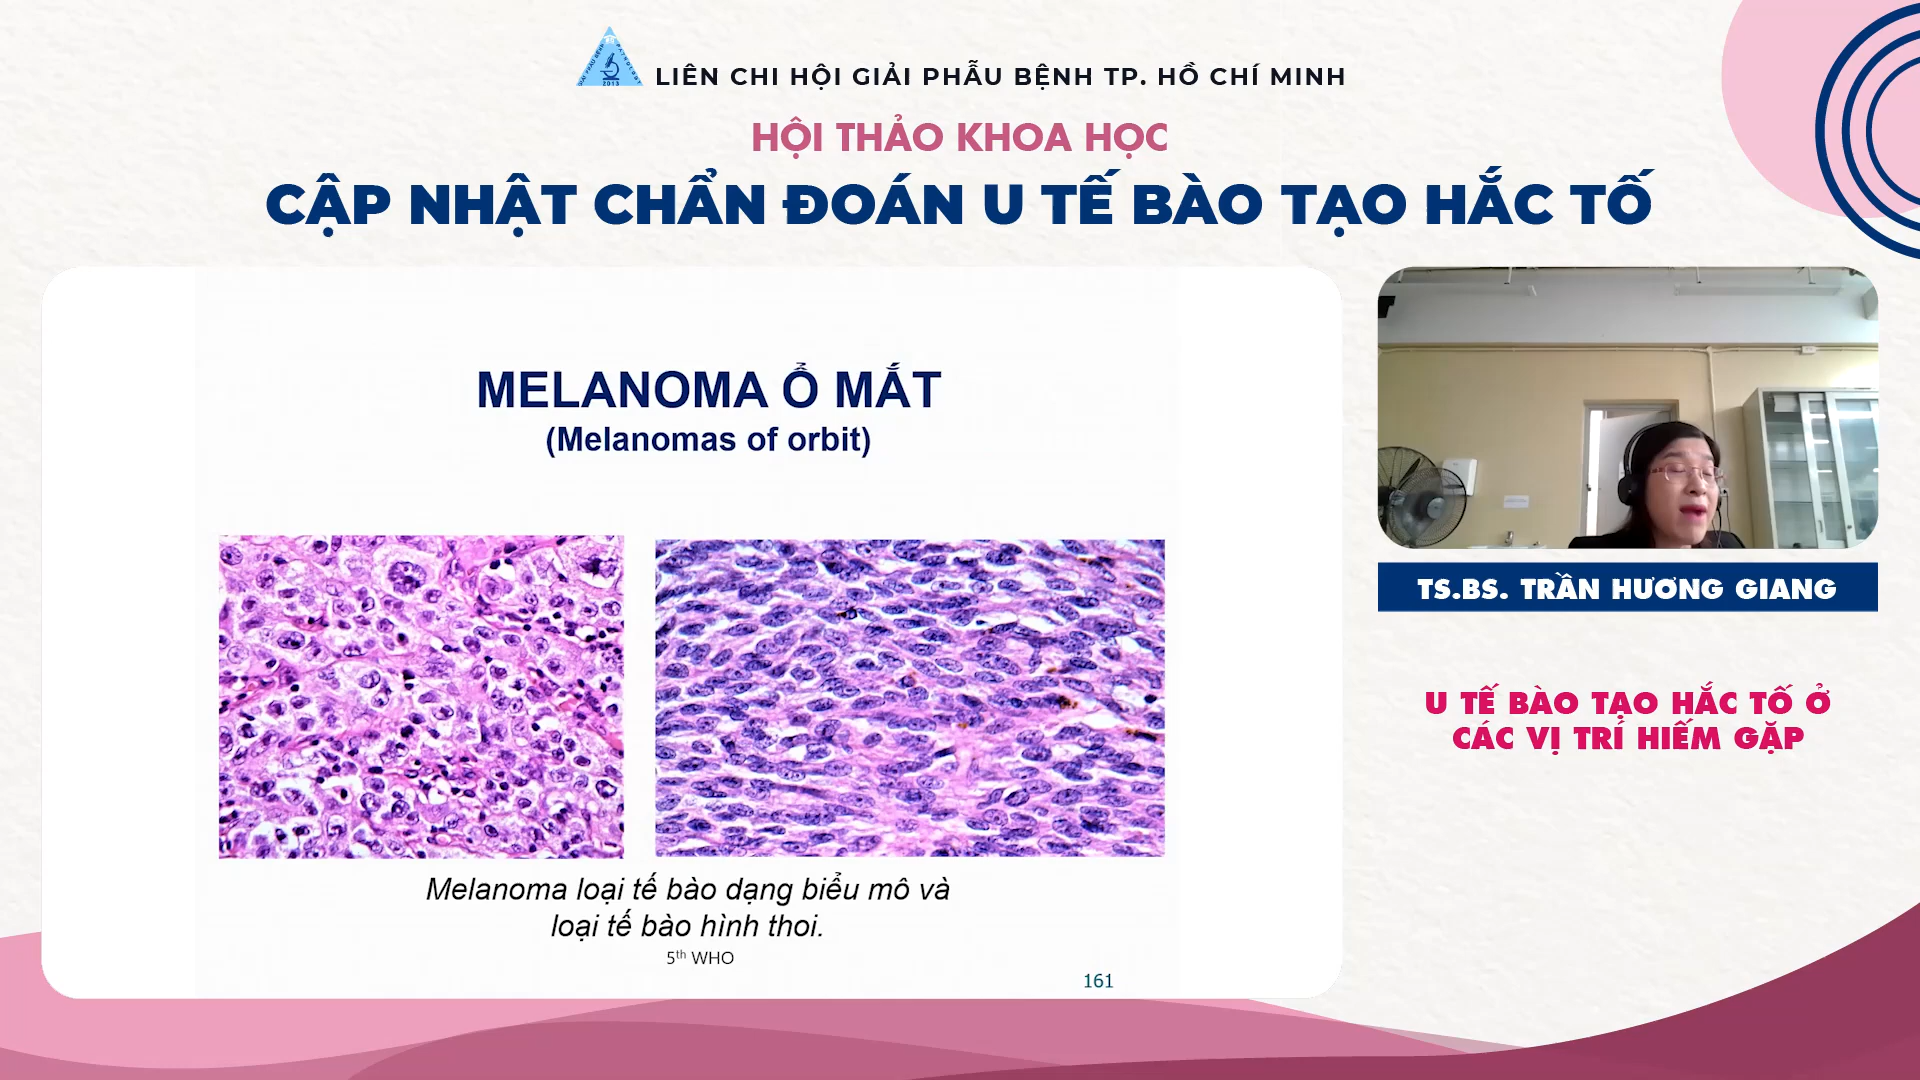 2013
LIÊN CHI HỘI GIẢI PHẪU BỆNH TP. HỒ CHÍ MINH
HỘI THẢO KHOA HỌC
CẬP NHẬT CHẨN ĐOÁN U TẾ BÀO TẠO HẮC TỐ
MELANOMA Ổ MẮT
(Melanomas of orbit)
Melanoma loại tế bào dạng biểu mô và
loại tế bào hình thoi.
5th WHO
161
TS.BS. TRẦN HƯƠNG GIANG
U TẾ BÀO TẠO HẮC TỐ Ở
CÁC VỊ TRÍ HIẾM GẶP